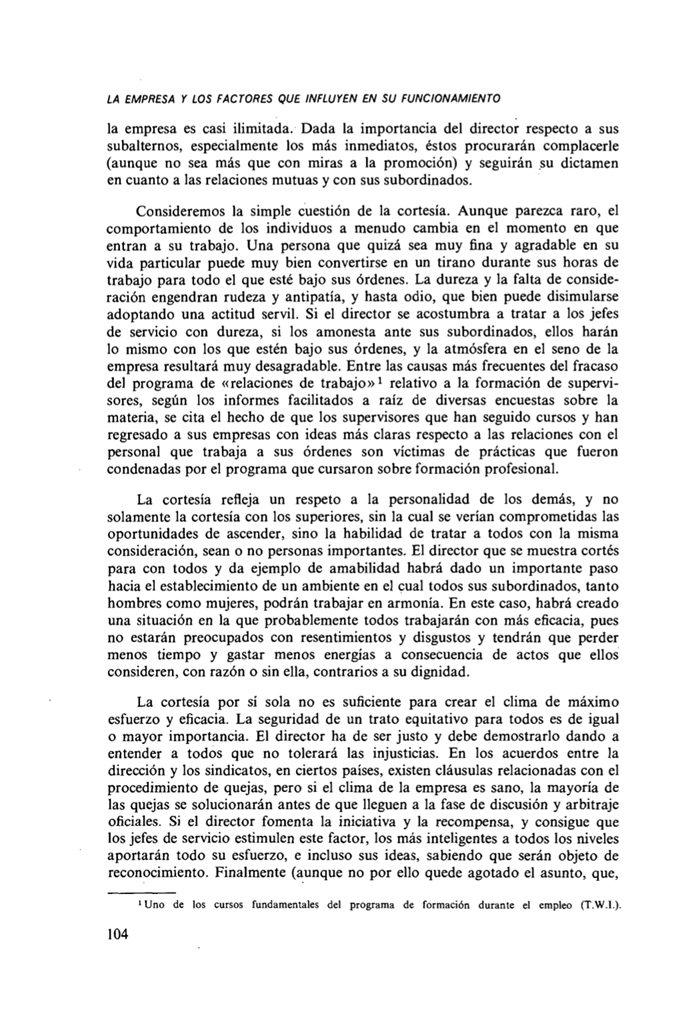 LA EMPRESA Y LOS FACTORES QUE INFLUYEN EN SU FUNCIONAMIENTO
la empresa es casi ilimitada. Dada la importancia del director respecto a sus
subalternos, especialmente los más inmediatos, éstos procurarán complacerle
(aunque no sea más que con miras a la promoción) y seguirán su dictamen
en cuanto a las relaciones mutuas y con sus subordinados.
Consideremos la simple cuestión de la cortesía. Aunque parezca raro, el
comportamiento de los individuos a menudo cambia en el momento en que
entran a su trabajo. Una persona que quizá sea muy fina y agradable en su
vida particular puede muy bien convertirse en un tirano durante sus horas de
trabajo para todo el que esté bajo sus órdenes. La dureza y la falta de conside-
ración engendran rudeza y antipatía, y hasta odio, que bien puede disimularse
adoptando una actitud servil. Si el director se acostumbra a tratar a los jefes
de servicio con dureza, si los amonesta ante sus subordinados, ellos harán
lo mismo con los que estén bajo sus órdenes, y la atmósfera en el seno de la
empresa resultará muy desagradable. Entre las causas más frecuentes del fracaso
del programa de «relaciones de trabajo»¹ relativo a la formación de supervi-
sores, según los informes facilitados a raíz de diversas encuestas sobre la
materia, se cita el hecho de que los supervisores que han seguido cursos y han
regresado a sus empresas con ideas más claras respecto a las relaciones con el
personal que trabaja a sus órdenes son víctimas de prácticas que fueron
condenadas por el programa que cursaron sobre formación profesional.
La cortesía refleja un respeto a la personalidad de los demás, y no
solamente la cortesía con los superiores, sin la cual se verían comprometidas las
oportunidades de ascender, sino la habilidad de tratar a todos con la misma
consideración, sean o no personas importantes. El director que se muestra cortés
para con todos y da ejemplo de amabilidad habrá dado un importante paso
hacia el establecimiento de un ambiente en el cual todos sus subordinados, tanto
hombres como mujeres, podrán trabajar en armonía. En este caso, habrá creado
una situación en la que probablemente todos trabajarán con más eficacia, pues
no estarán preocupados con resentimientos y disgustos y tendrán que perder
menos tiempo y gastar menos energías a consecuencia de actos que ellos
consideren, con razón o sin ella, contrarios a su dignidad.
La cortesía por sí sola no es suficiente para crear el clima de máximo
esfuerzo y eficacia. La seguridad de un trato equitativo para todos es de igual
o mayor importancia. El director ha de ser justo y debe demostrarlo dando a
entender a todos que no tolerará las injusticias. En los acuerdos entre la
dirección y los sindicatos, en ciertos países, existen cláusulas relacionadas con el
procedimiento de quejas, pero si el clima de la empresa es sano, la mayoría de
las quejas se solucionarán antes de que lleguen a la fase de discusión y arbitraje
oficiales. Si el director fomenta la iniciativa y la recompensa, y consigue que
los jefes de servicio estimulen este factor, los más inteligentes a todos los niveles
aportarán todo su esfuerzo, e incluso sus ideas, sabiendo que serán objeto de
reconocimiento. Finalmente (aunque no por ello quede agotado el asunto, que,
¹ Uno de los cursos fundamentales del programa de formación durante el empleo (T.W.I.).
104